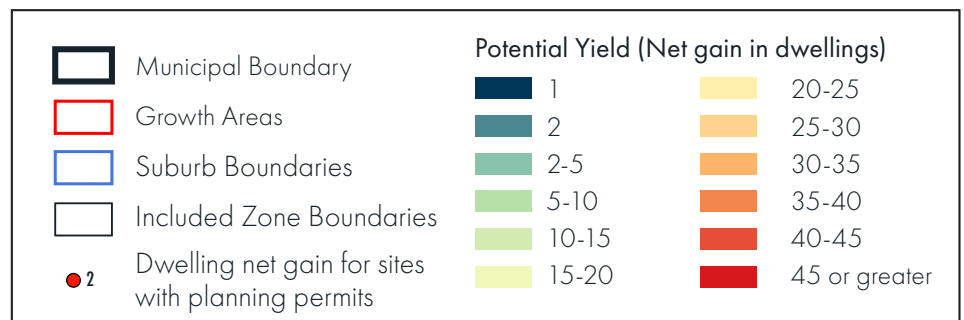 Municipal Boundary
Growth Areas
Suburb Boundaries
Included Zone Boundaries
2
Dwelling net gain for sites
with planning permits
Potential Yield (Net gain in dwellings)
1
2
2-5
5-10
10-15
15-20
20-25
25-30
30-35
35-40
40-45
45 or greater